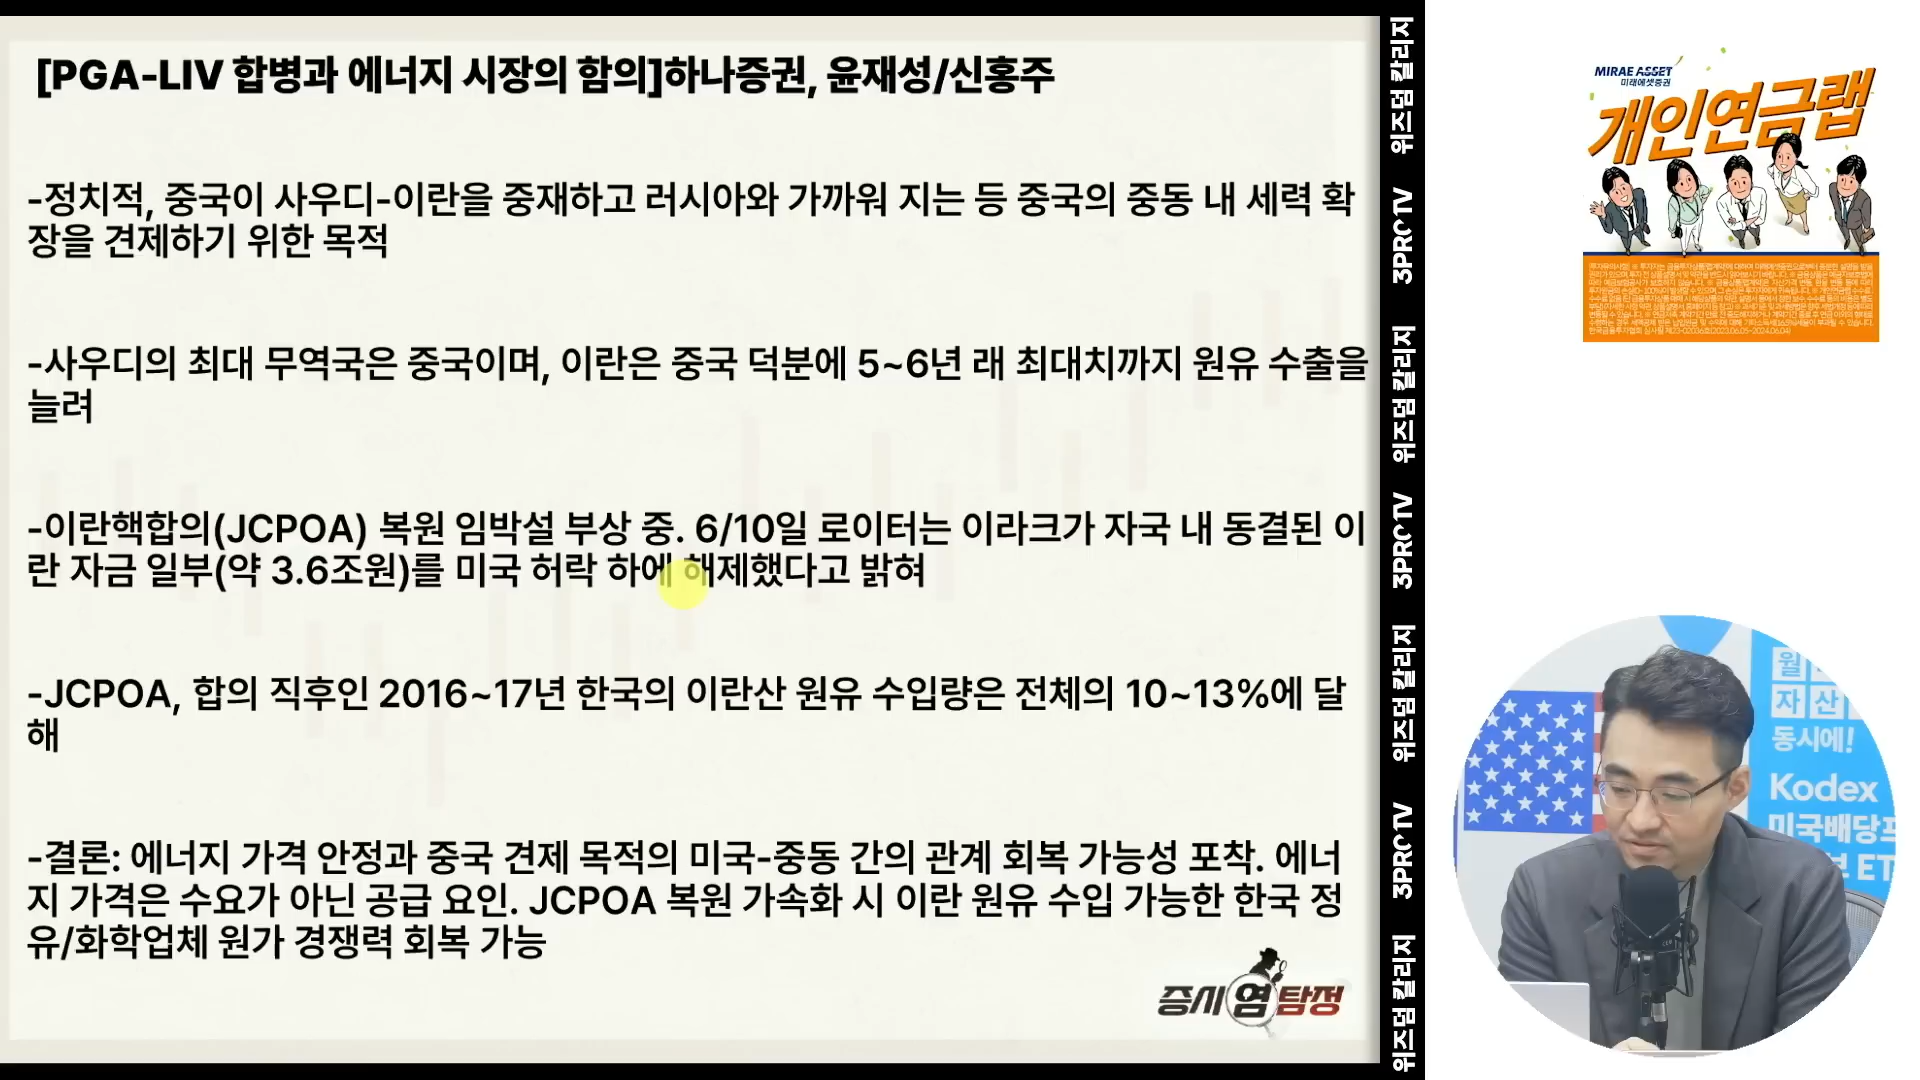 [PGA-LIV 합병과 에너지 시장의 함의]하나증권, 윤재성/신홍주
-정치적, 중국이 사우디-이란을 중재하고 러시아와 가까워 지는 등 중국의 중동 내 세력 확
장을 견제하기 위한 목적
-사우디의 최대 무역국은 중국이며, 이란은 중국 덕분에 5~6년 래 최대치까지 원유 수출을
늘려
-이란핵합의(JCPOA) 복원 임박설 부상 중. 6/10일 로이터는 이라크가 자국 내 동결된 이
란 자금 일부(약 3.6조원)를 미국 허락 하에 해제했다고 밝혀
-JCPOA, 합의 직후인 2016~17년 한국의 이란산 원유 수입량은 전체의 10~13%에 달
해
-결론: 에너지 가격 안정과 중국 견제 목적의 미국-중동 간의 관계 회복 가능성 포착. 에너
지 가격은 수요가 아닌 공급 요인. JCPOA 복원 가속화 시 이란 원유 수입 가능한 한국 정
유/화학업체 원가 경쟁력 회복 가능
증시 염 탐정
위즈덤 칼리지
3PRO TV
위즈덤 칼리지
3PRO TV
위즈덤 칼리지
3PRO TV
위즈덤 칼리지
MIRAE ASSET
미래에셋증권
개인연금랩
월
자산
동시에!
Kodex
미국배당프
ET